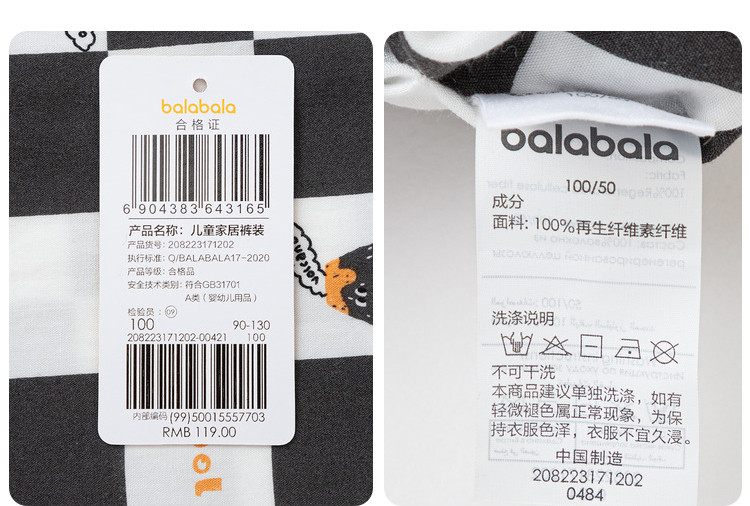 balabala
合格证
6 904383 643165
产品名称：儿童家居裤装
产品货号：208223171202
执行标准：Q/BALABALA17-2020
产品等级：合格品
安全技术类别：符合GB31701
A类（婴幼儿用品）
检验员：09
100 90-130
208223171202-00421 100
内部编码 (99)50015557703
RMB 119.00
volcano
ool
balabala
100/50
成分
面料：100%再生纤维素纤维
洗涤说明
不可干洗
本商品建议单独洗涤，如有
轻微褪色属正常现象，为保
持衣服色泽，衣服不宜久浸。
中国制造
208223171202
0484